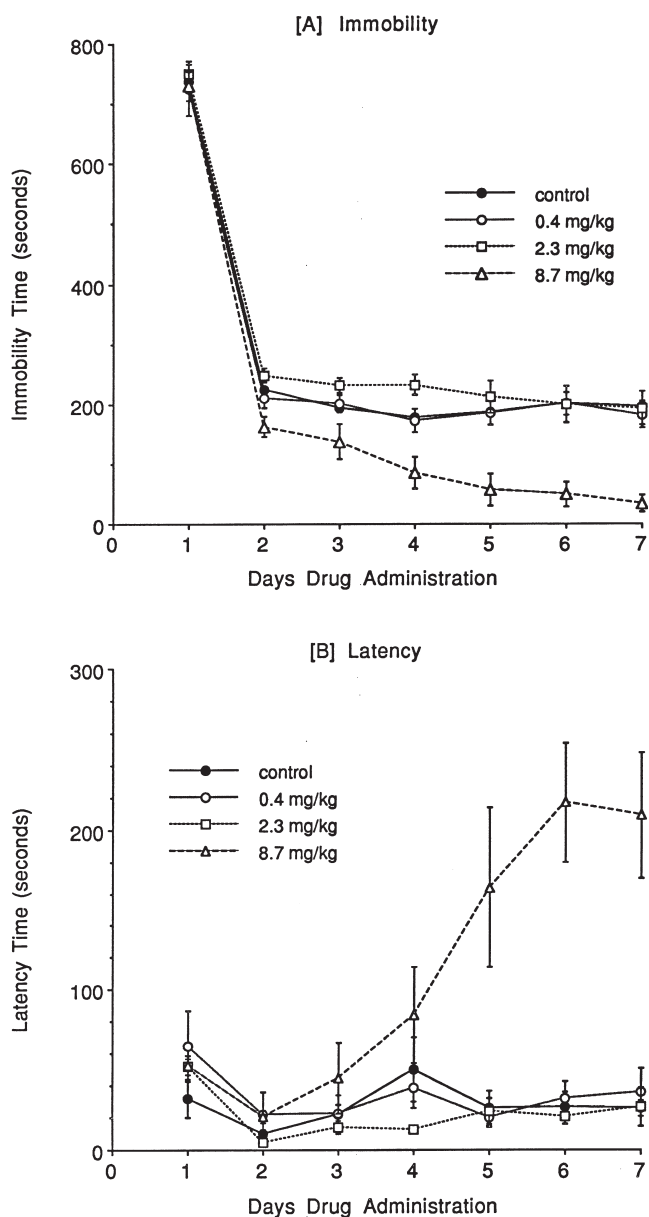 [A] Immobility
800
600
400
200
0
Immobility Time (seconds)
control
0.4 mg/kg
2.3 mg/kg
8.7 mg/kg
0 1 2 3 4 5 6 7
Days Drug Administration
[B] Latency
300
200
100
0
Latency Time (seconds)
control
0.4 mg/kg
2.3 mg/kg
8.7 mg/kg
0 1 2 3 4 5 6 7
Days Drug Administration